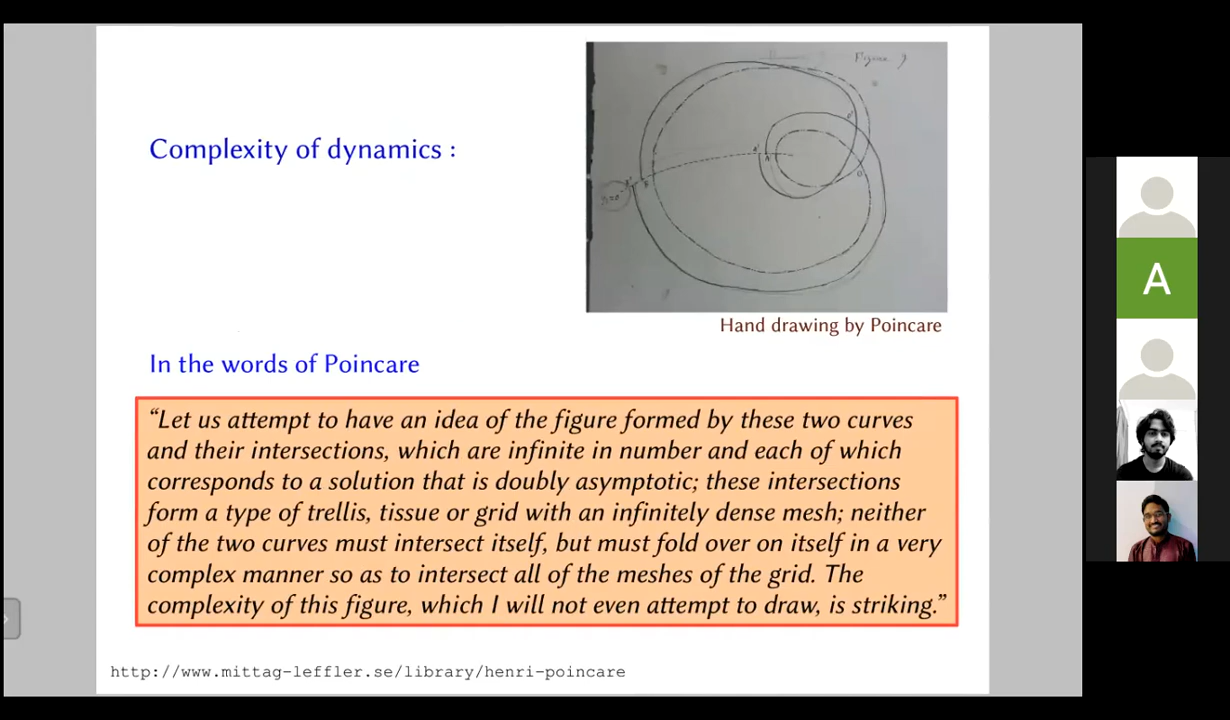 Figure 9
Complexity of dynamics :
Hand drawing by Poincare
In the words of Poincare
“Let us attempt to have an idea of the figure formed by these two curves
and their intersections, which are infinite in number and each of which
corresponds to a solution that is doubly asymptotic; these intersections
form a type of trellis, tissue or grid with an infinitely dense mesh; neither
of the two curves must intersect itself, but must fold over on itself in a very
complex manner so as to intersect all of the meshes of the grid. The
complexity of this figure, which I will not even attempt to draw, is striking.”
http://www.mittag-leffler.se/library/henri-poincare
A